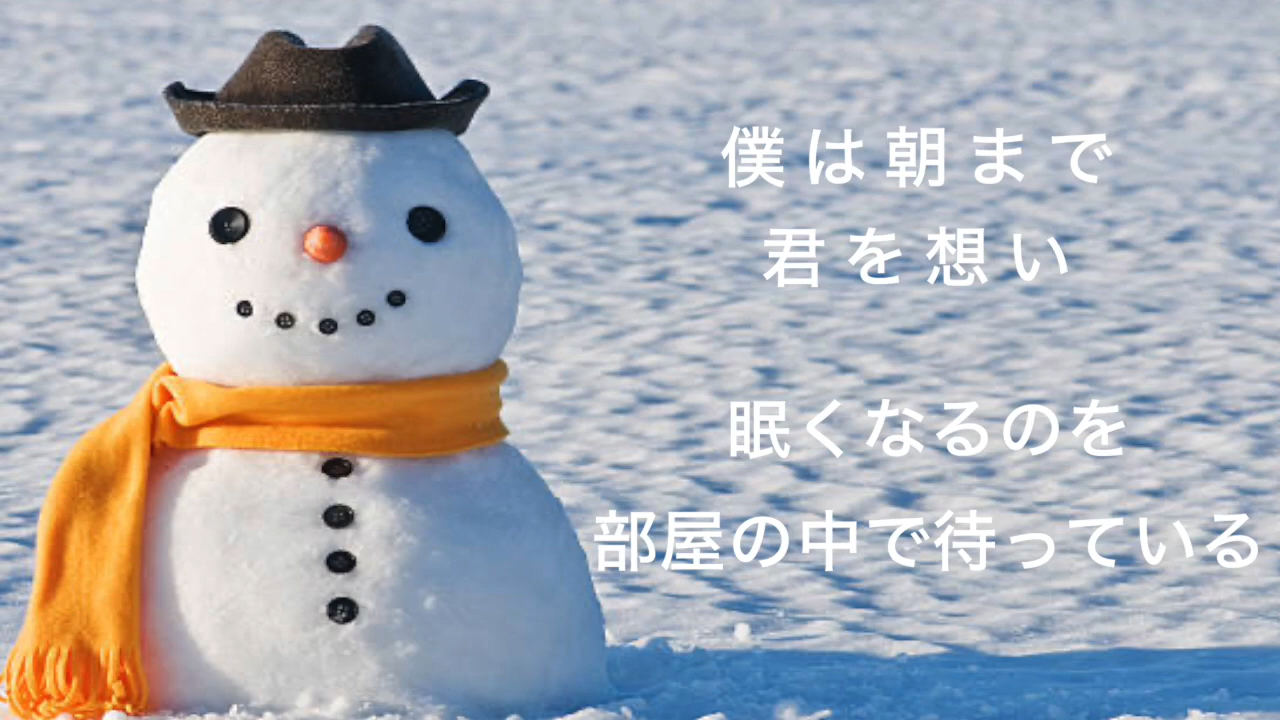 僕は朝まで
君を想い
眠くなるのを
部屋の中で待っている